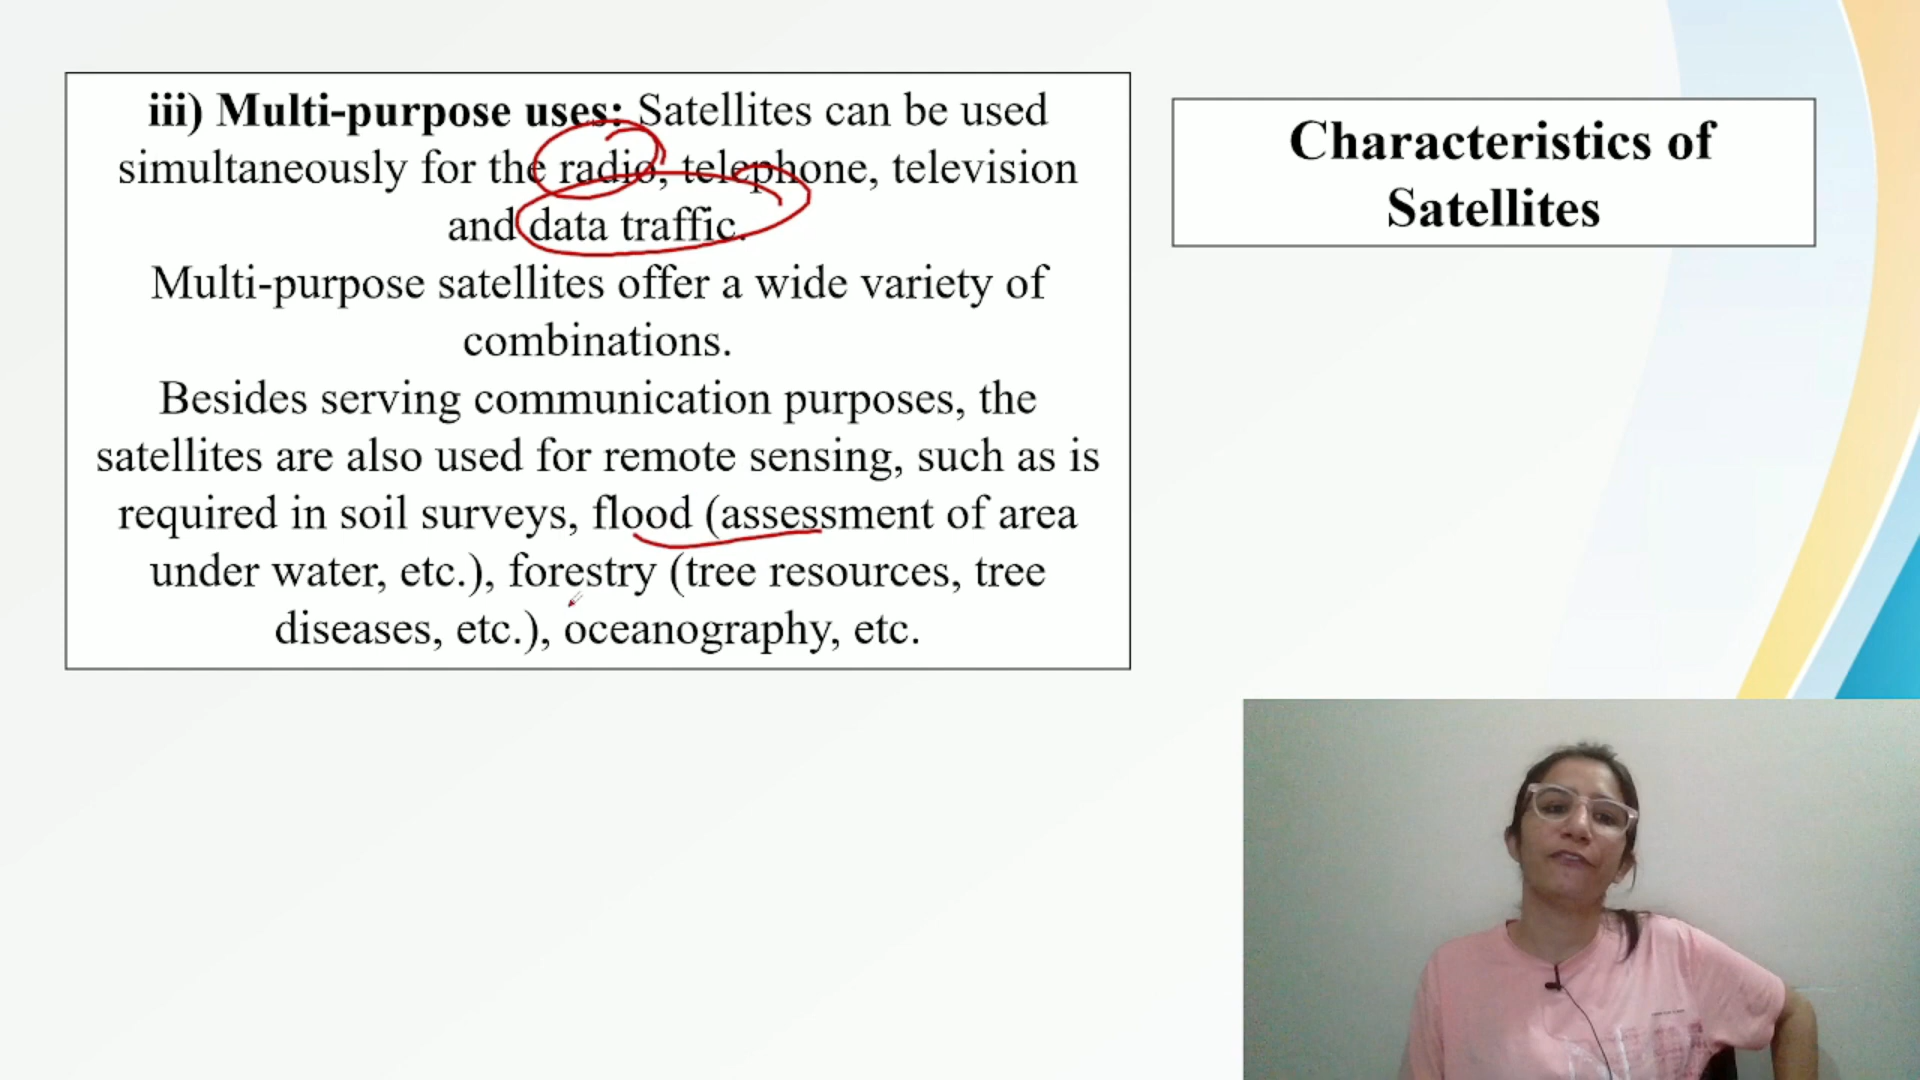 iii) Multi-purpose uses: Satellites can be used
simultaneously for the radio, telephone, television
and data traffic.
Multi-purpose satellites offer a wide variety of
combinations.
Besides serving communication purposes, the
satellites are also used for remote sensing, such as is
required in soil surveys, flood (assessment of area
under water, etc.), forestry (tree resources, tree
diseases, etc.), oceanography, etc.
Characteristics of
Satellites